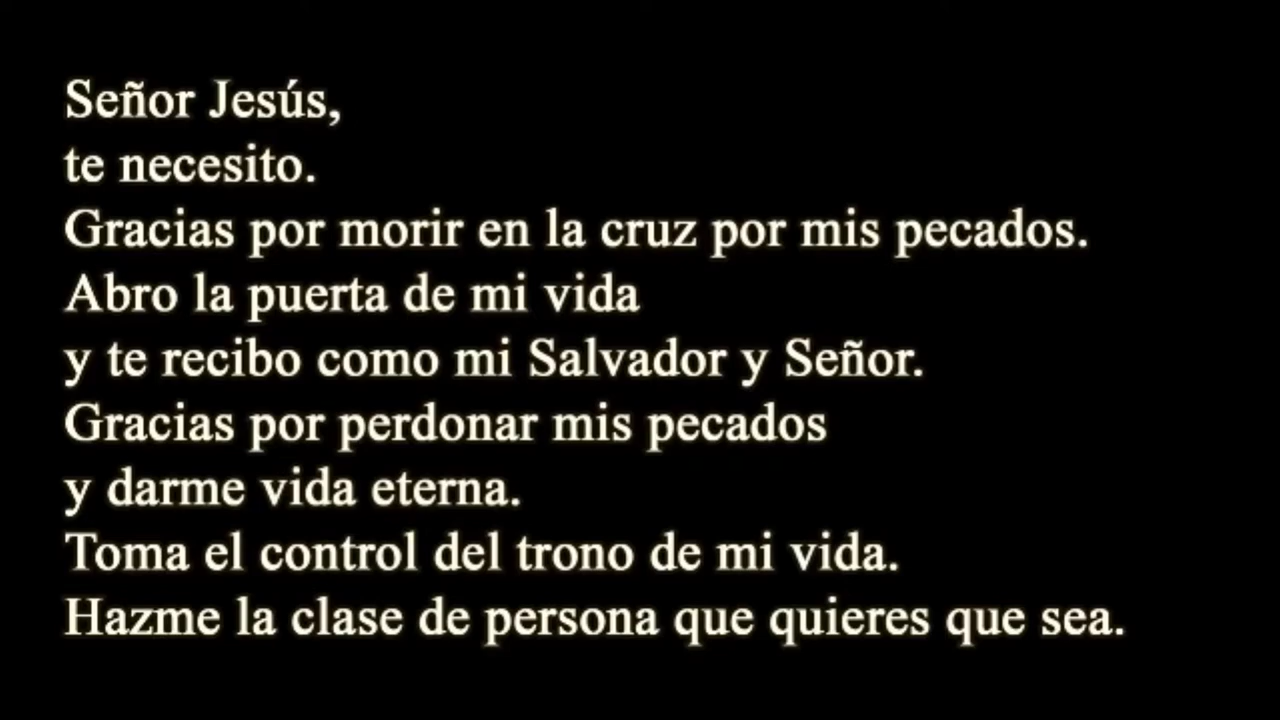 Señor Jesús,
te necesito.
Gracias por morir en la cruz por mis pecados.
Abro la puerta de mi vida
y te recibo como mi Salvador y Señor.
Gracias por perdonar mis pecados
y darme vida eterna.
Toma el control del trono de mi vida.
Hazme la clase de persona que quieres que sea.